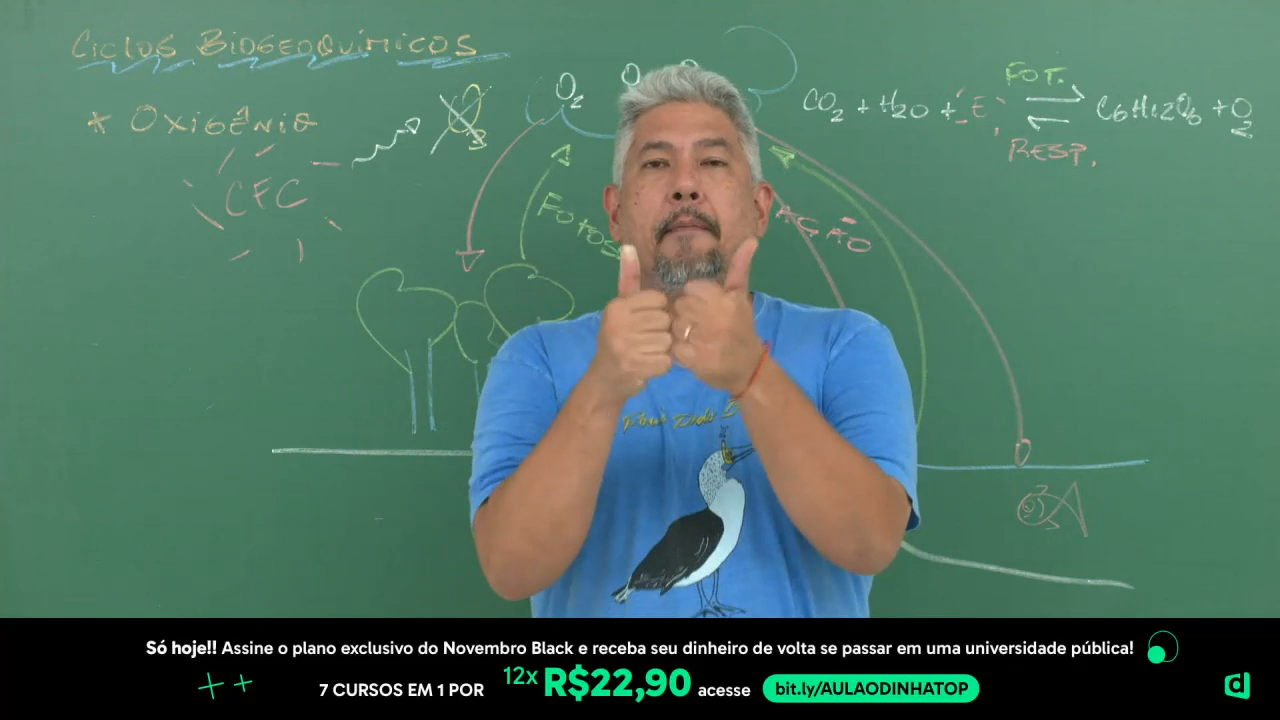 CICLOS BIOGEOQUÍMICOS
* OXIGÊNIO
CFC
O3
O2
O
FOTOS
AÇÃO
CO2 + H2O + E
FOT.
RESP.
C6H12O6 + O2
Só hoje!! Assine o plano exclusivo do Novembro Black e receba seu dinheiro de volta se passar em uma universidade pública!
7 CURSOS EM 1 POR 12x R$22,90 acesse bit.ly/AULAODINHATOP
d